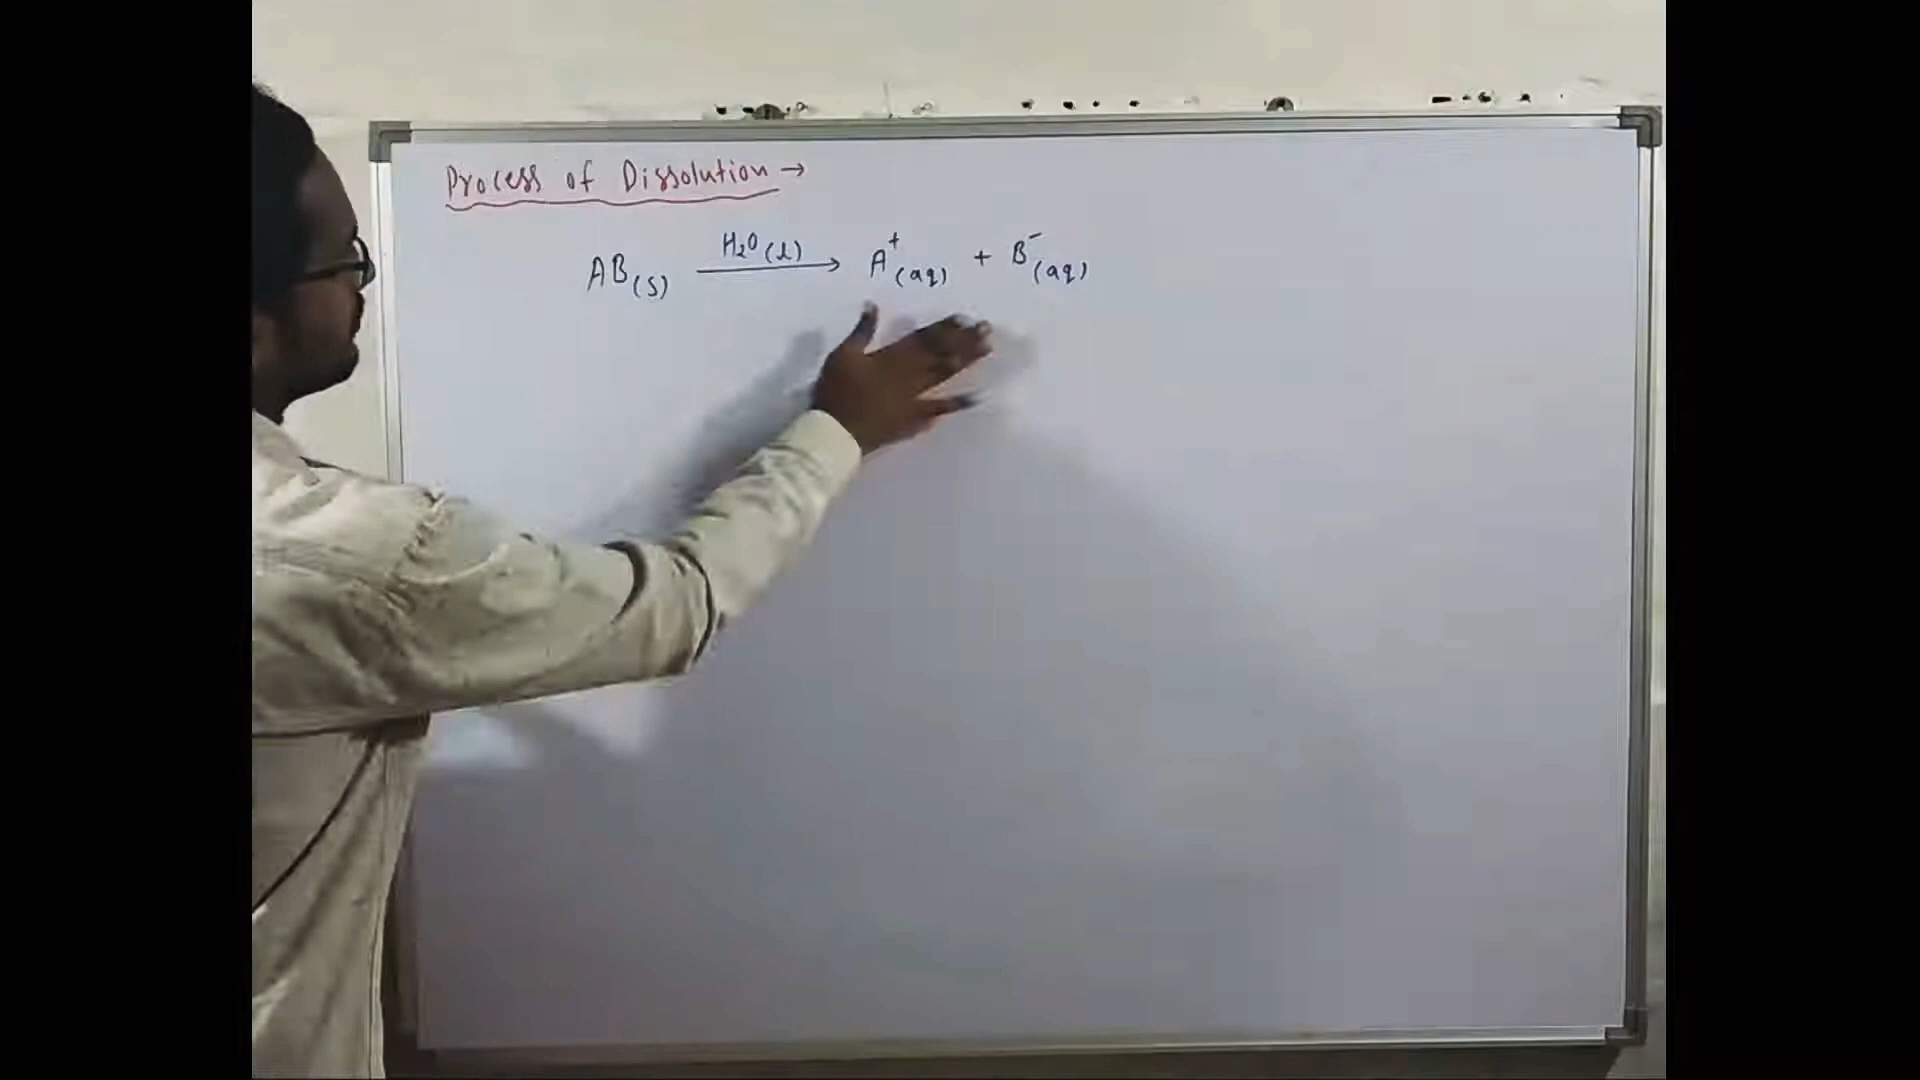 Process of Dissolution →
AB(s) —H₂O(l)→ A⁺(aq) + B⁻(aq)